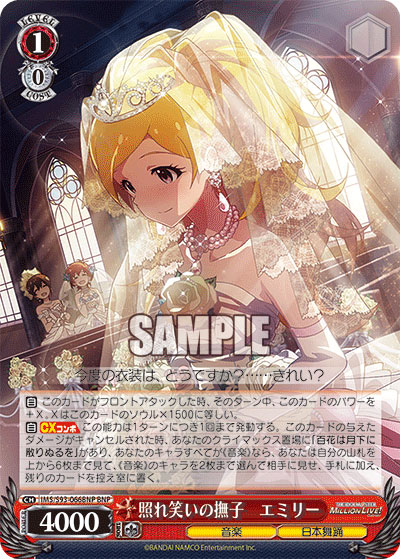 LEVEL
1
0
COST
SAMPLE
今度の衣装は、どうですか?……きれい?
自 このカードがフロントアタックした時、そのターン中、このカードのパワーを
+X。Xはこのカードのソウル×1500に等しい。
自 CXコンボ この能力は1ターンにつき1回まで発動する。このカードの与えた
ダメージがキャンセルされた時、あなたのクライマックス置場に「百花は月下に
散りぬるを」があり、あなたのキャラすべてが《音楽》なら、あなたは自分の山札を
上から6枚まで見て、《音楽》のキャラを2枚まで選んで相手に見せ、手札に加え、
残りのカードを控え室に置く。
CH IMS/S93-066BNP BNP
4000
照れ笑いの撫子 エミリー
THE IDOLM@STER
MILLION LIVE!
音楽 日本舞踊
©BANDAI NAMCO Entertainment Inc.